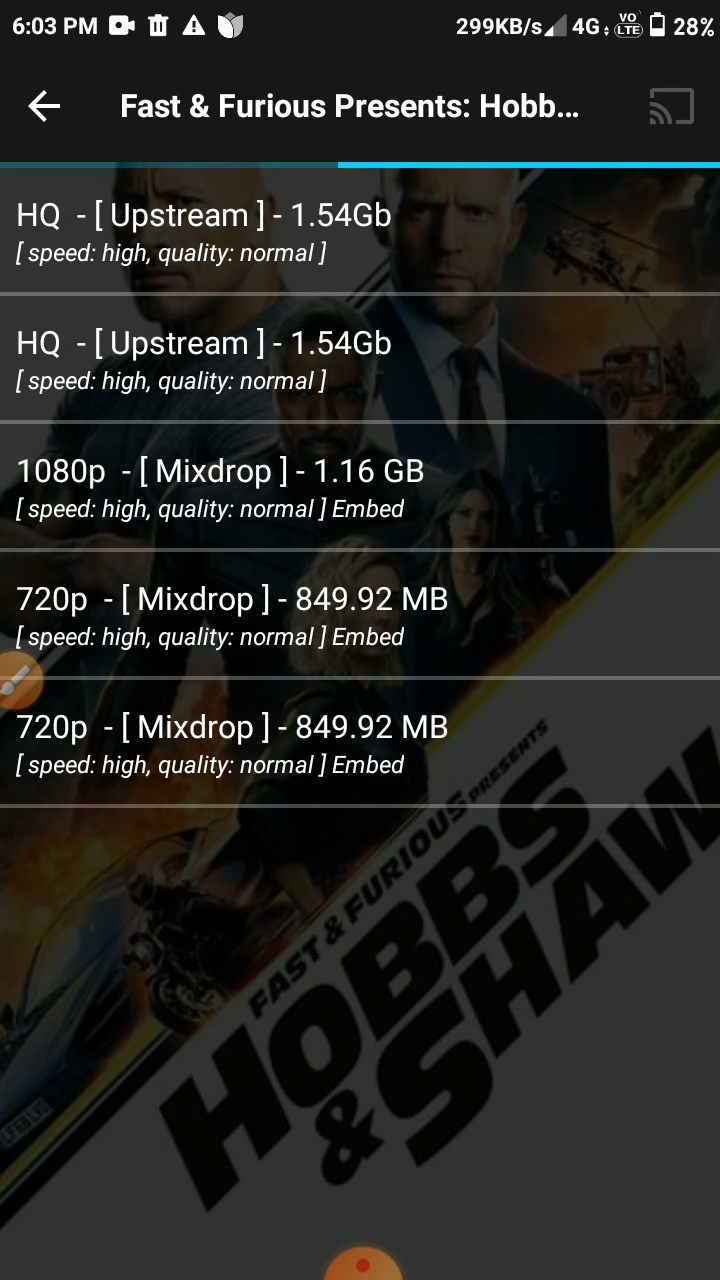 6:03 PM 299KB/s 4G VO LTE 28%
Fast & Furious Presents: Hobb...
HQ - [ Upstream ] - 1.54Gb
[ speed: high, quality: normal ]
HQ - [ Upstream ] - 1.54Gb
[ speed: high, quality: normal ]
1080p - [ Mixdrop ] - 1.16 GB
[ speed: high, quality: normal ] Embed
720p - [ Mixdrop ] - 849.92 MB
[ speed: high, quality: normal ] Embed
720p - [ Mixdrop ] - 849.92 MB
[ speed: high, quality: normal ] Embed
FAST & FURIOUS PRESENTS
HOBBS
& SHAW